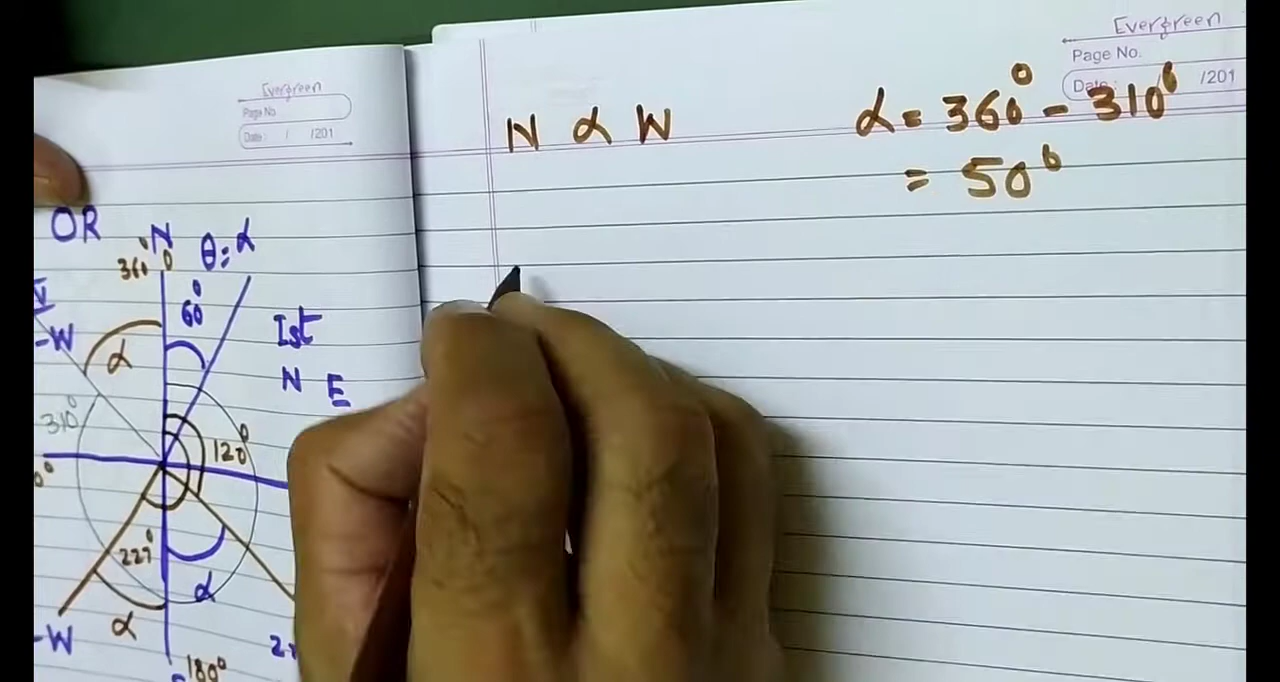 Evergreen
Page No.
Date : / /201
OR
N
360° 0
θ = α
60°
Ist
N E
-W
α
310°
120°
227°
α
α
-W
180°
Evergreen
Page No.
Date : /201
N α W
α = 360° - 310°
= 50°